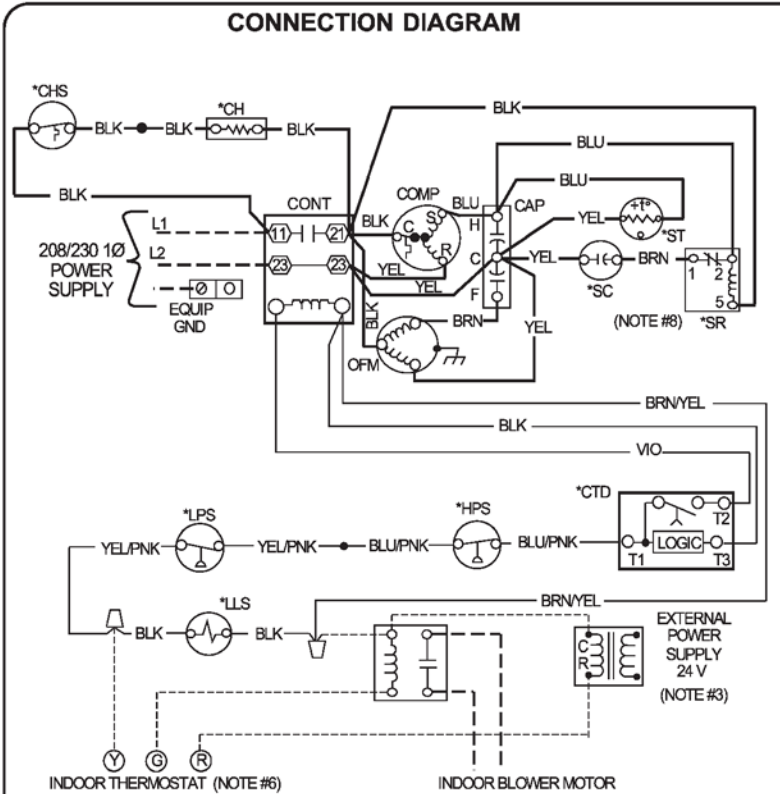 CONNECTION DIAGRAM
*CHS
*CH
BLK
BLK
BLK
BLK
BLU
BLK
CONT
COMP
BLU
CAP
BLU
L1
11
21
BLK
C
S
R
H
YEL
+t°
*ST
L2
208/230 1Ø
POWER
SUPPLY
23
23
YEL
YEL
C
YEL
*SC
BRN
1
2
5
EQUIP
GND
BLK
BRN
F
YEL
(NOTE #8)
*SR
OFM
BRN/YEL
BLK
VIO
*CTD
*LPS
*HPS
T2
YEL/PNK
YEL/PNK
BLU/PNK
BLU/PNK
LOGIC
T1
T3
*LLS
BRN/YEL
BLK
BLK
EXTERNAL
POWER
SUPPLY
24 V
(NOTE #3)
C
R
Y
G
R
INDOOR THERMOSTAT (NOTE #6)
INDOOR BLOWER MOTOR